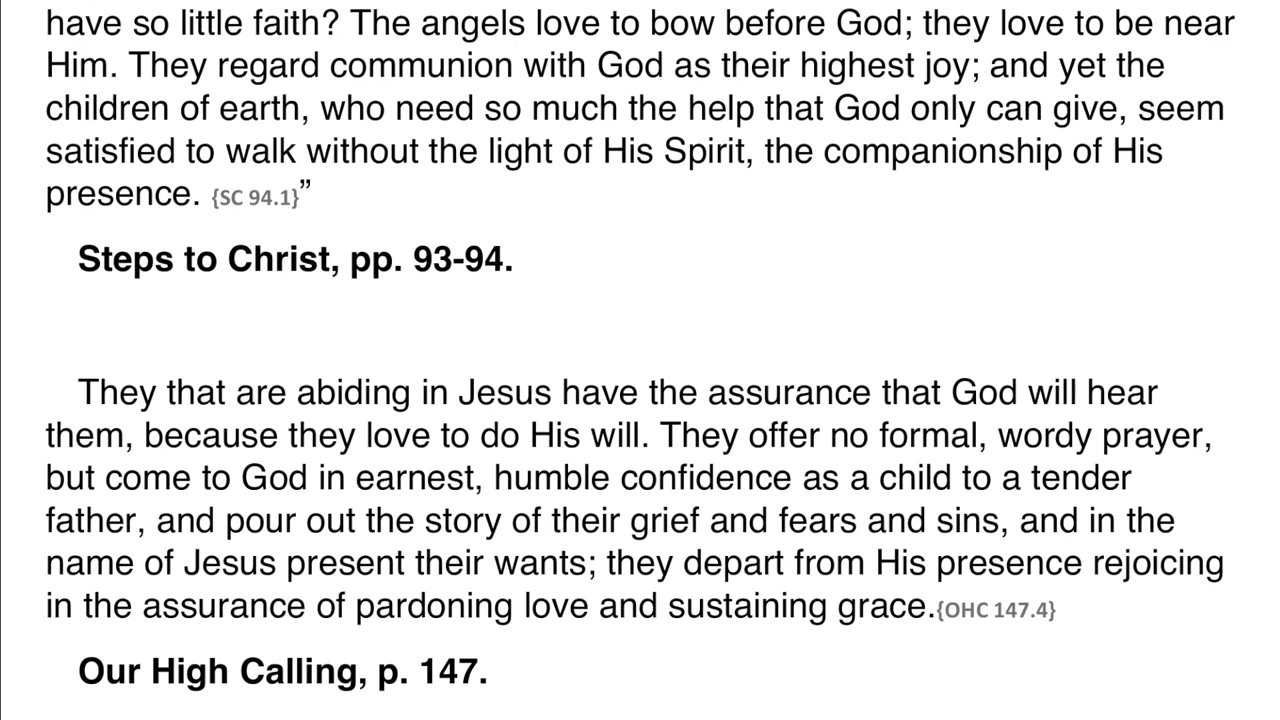 have so little faith? The angels love to bow before God; they love to be near
Him. They regard communion with God as their highest joy; and yet the
children of earth, who need so much the help that God only can give, seem
satisfied to walk without the light of His Spirit, the companionship of His
presence. {SC 94.1}”
Steps to Christ, pp. 93-94.
They that are abiding in Jesus have the assurance that God will hear
them, because they love to do His will. They offer no formal, wordy prayer,
but come to God in earnest, humble confidence as a child to a tender
father, and pour out the story of their grief and fears and sins, and in the
name of Jesus present their wants; they depart from His presence rejoicing
in the assurance of pardoning love and sustaining grace.{OHC 147.4}
Our High Calling, p. 147.